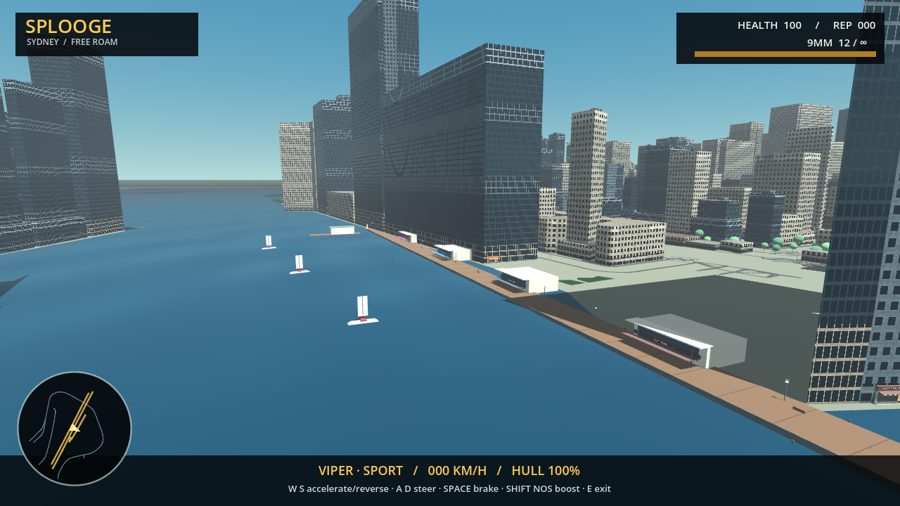 SPLOOGE
SYDNEY / FREE ROAM
HEALTH 100 / REP 000
9MM 12 / ∞
VIPER · SPORT / 000 KM/H / HULL 100%
W S accelerate/reverse · A D steer · SPACE brake · SHIFT NOS boost · E exit